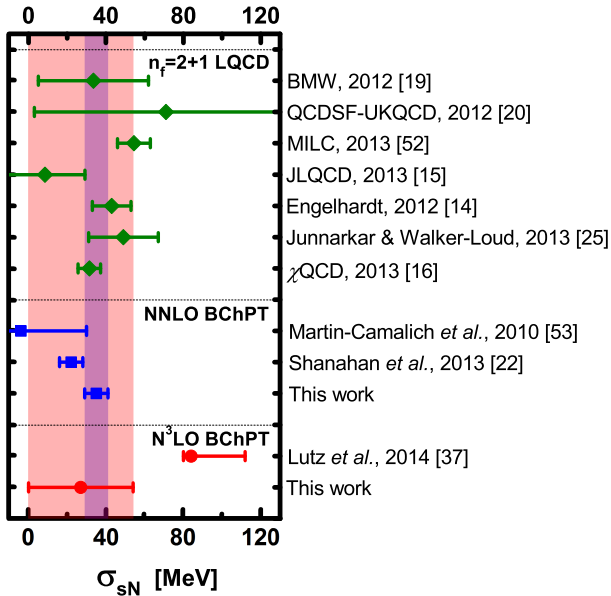 0 40 80 120
n_f=2+1 LQCD
BMW, 2012 [19]
QCDSF-UKQCD, 2012 [20]
MILC, 2013 [52]
JLQCD, 2013 [15]
Engelhardt, 2012 [14]
Junnarkar & Walker-Loud, 2013 [25]
χQCD, 2013 [16]
NNLO BChPT
Martin-Camalich et al., 2010 [53]
Shanahan et al., 2013 [22]
This work
N³LO BChPT
Lutz et al., 2014 [37]
This work
0 40 80 120
σ_sN [MeV]